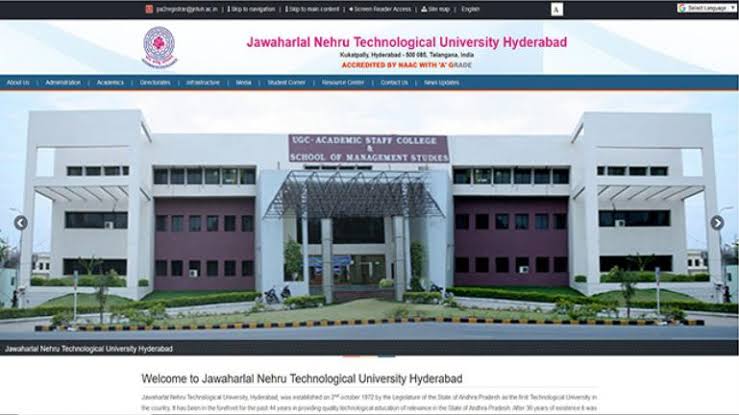 pa2registrar@jntuh.ac.in | Skip to navigation | Skip to main content Screen Reader Access | Site map | English A Select Language
Jawaharlal Nehru Technological University Hyderabad
Kukatpally, Hyderabad - 500 085, Telangana, India
ACCREDITED BY NAAC WITH 'A' GRADE
About Us | Administration | Academics | Directorates | Infrastructure | Media | Student Corner | Resource Center | Contact Us | News Updates
UGC-ACADEMIC STAFF COLLEGE
&
SCHOOL OF MANAGEMENT STUDIES
Jawaharlal Nehru Technological University Hyderabad
Welcome to Jawaharlal Nehru Technological University Hyderabad
Jawaharlal Nehru Technological University, Hyderabad, was established on 2nd october 1972 by the Legislature of the State of Andhra Pradesh as the first Technological University in
the country. It has been in the forefront for the past 44 years in providing quality technological education of relevance in the State of Andhra Pradesh. After 36 years of existence it was